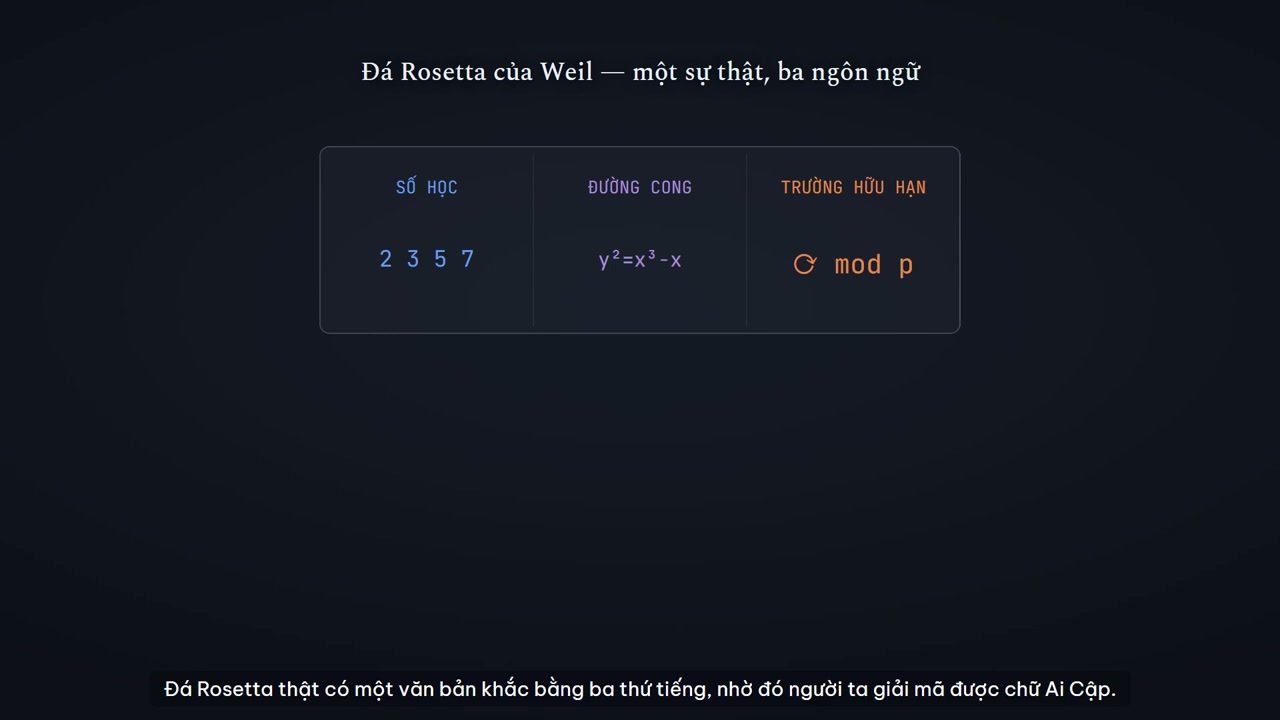 Đá Rosetta của Weil — một sự thật, ba ngôn ngữ
SỐ HỌC
2 3 5 7
ĐƯỜNG CONG
y²=x³-x
TRƯỜNG HỮU HẠN
⟳ mod p
Đá Rosetta thật có một văn bản khắc bằng ba thứ tiếng, nhờ đó người ta giải mã được chữ Ai Cập.